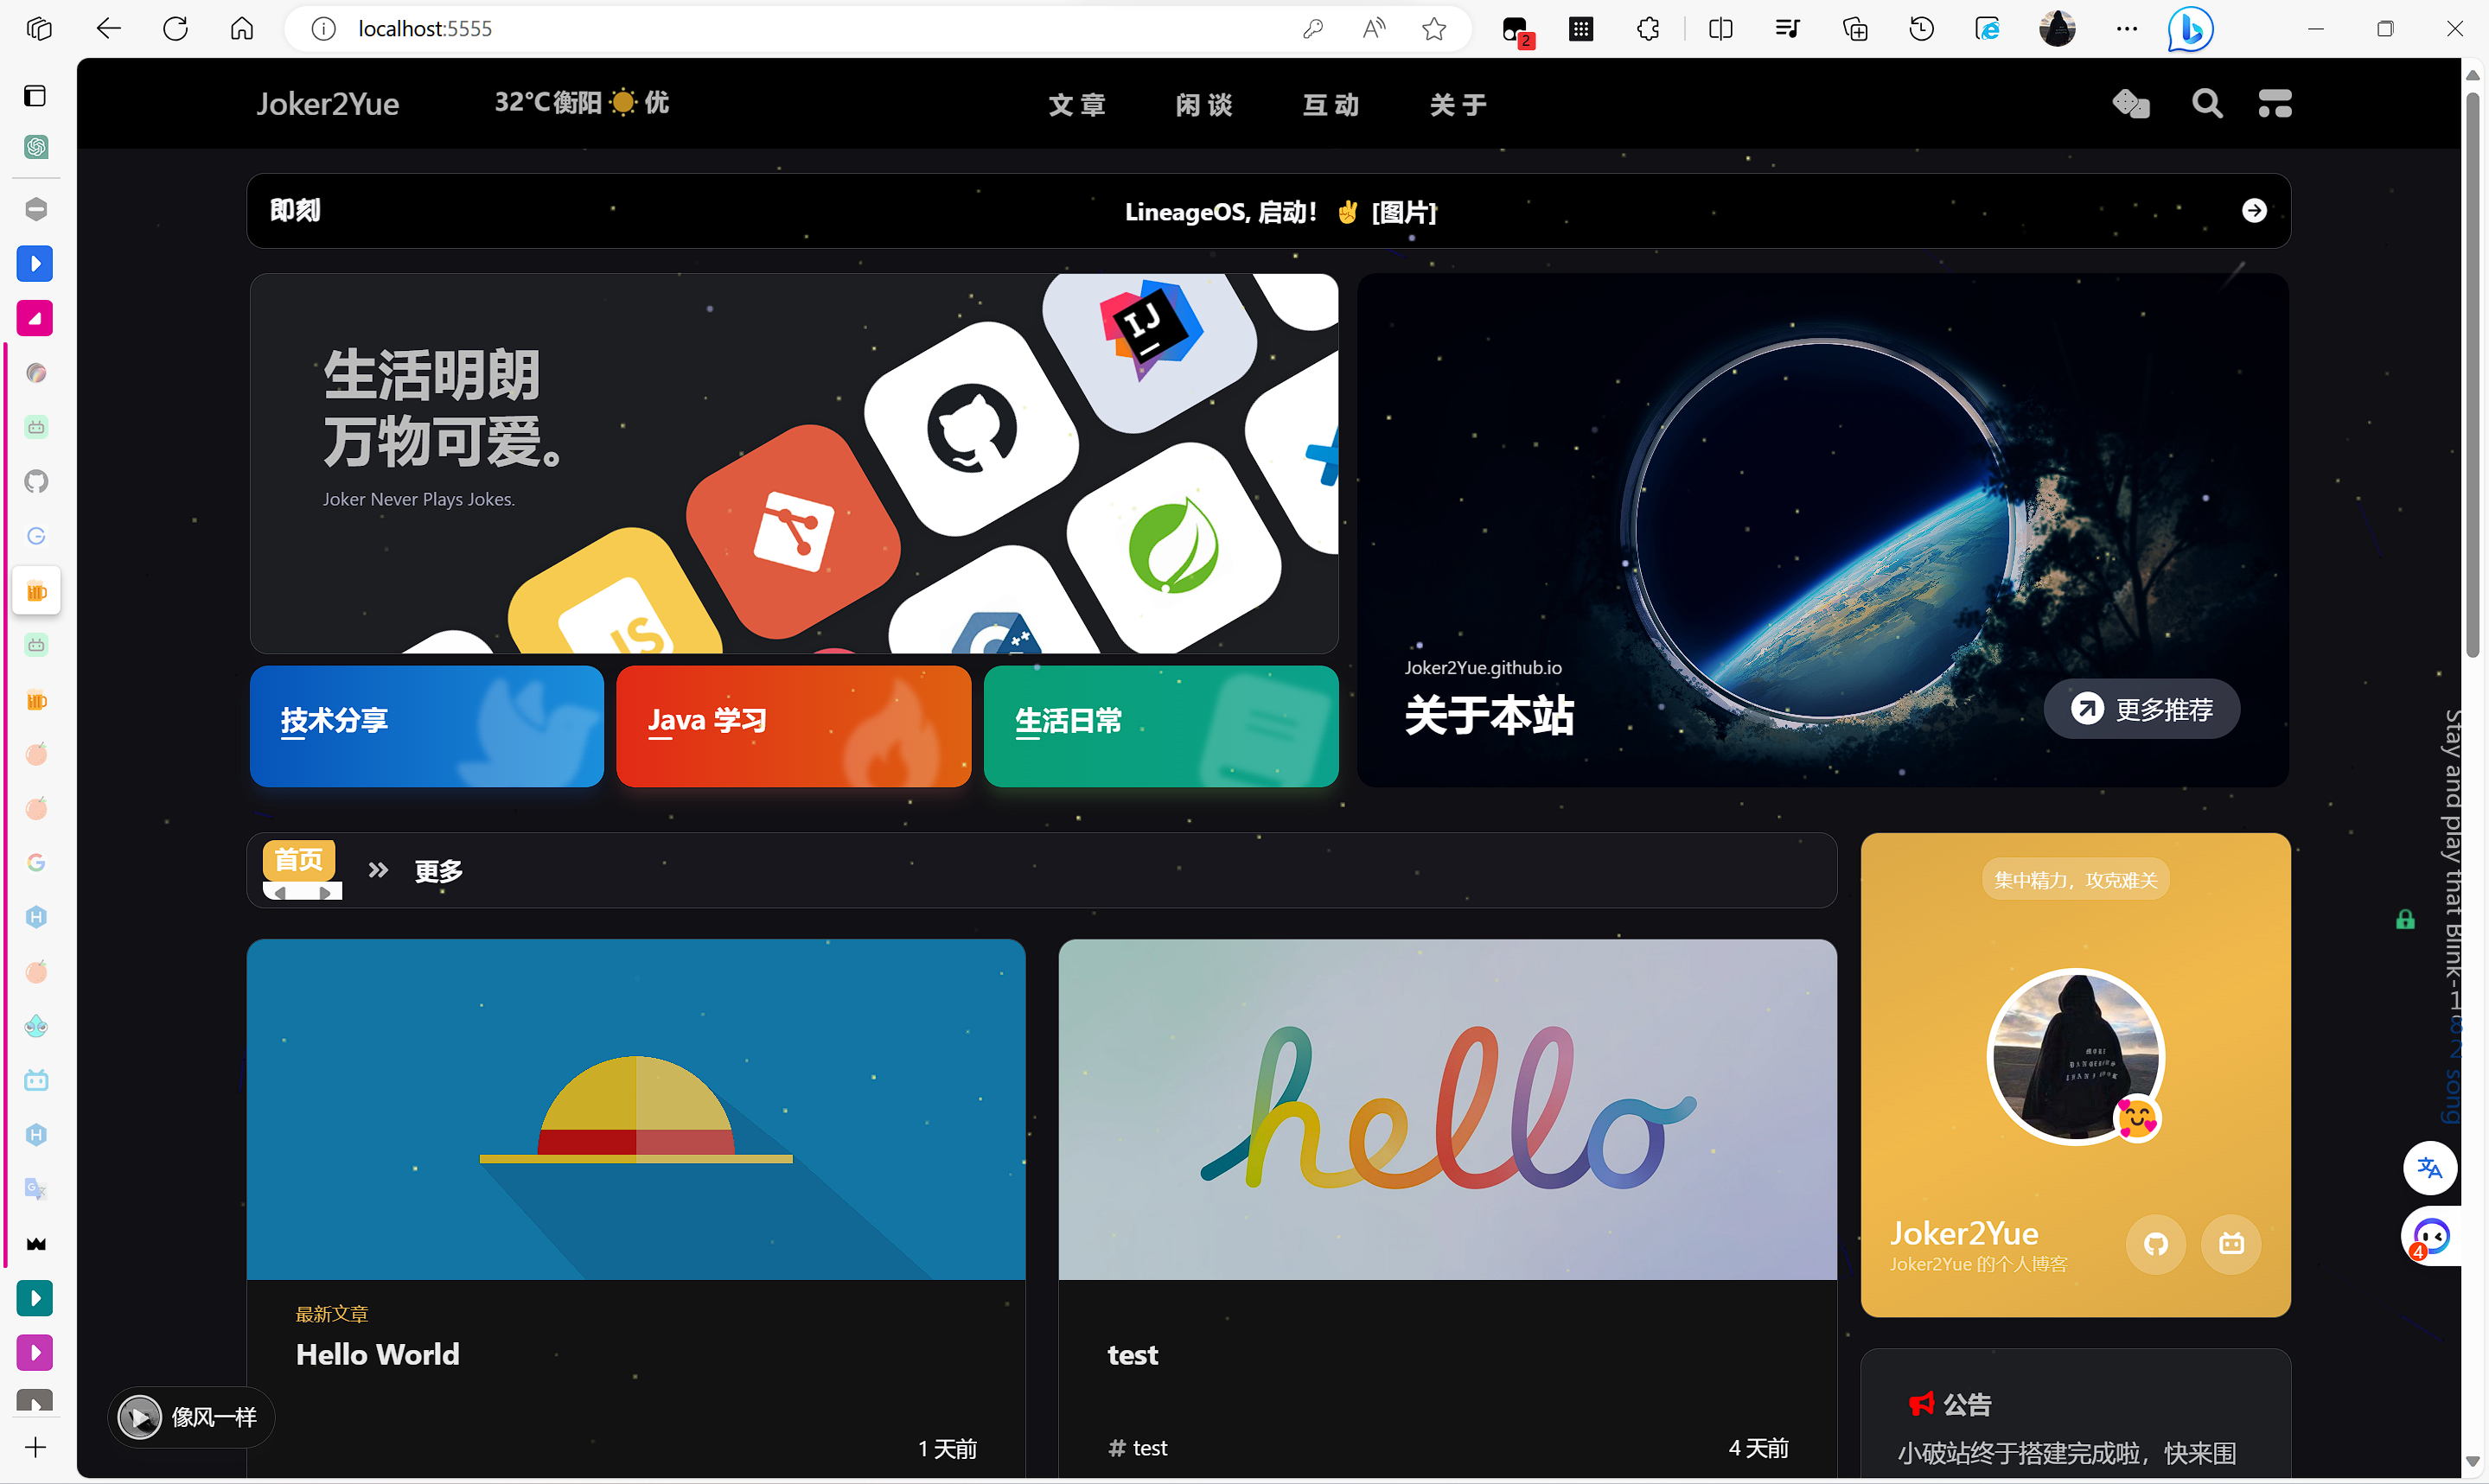 localhost:5555
2
Joker2Yue
32°C 衡阳 优
文章 闲谈 互动 关于
即刻
LineageOS, 启动！ ✌ [图片]
生活明朗
万物可爱。
Joker Never Plays Jokes.
IJ
JS
C++
Joker2Yue.github.io
关于本站
更多推荐
技术分享
Java 学习
生活日常
首页
更多
集中精力，攻克难关
hello
Joker2Yue
Joker2Yue 的个人博客
最新文章
Hello World
1 天前
test
# test
4 天前
公告
小破站终于搭建完成啦，快来围
像风一样
Stay and play that Blink-182 song
4